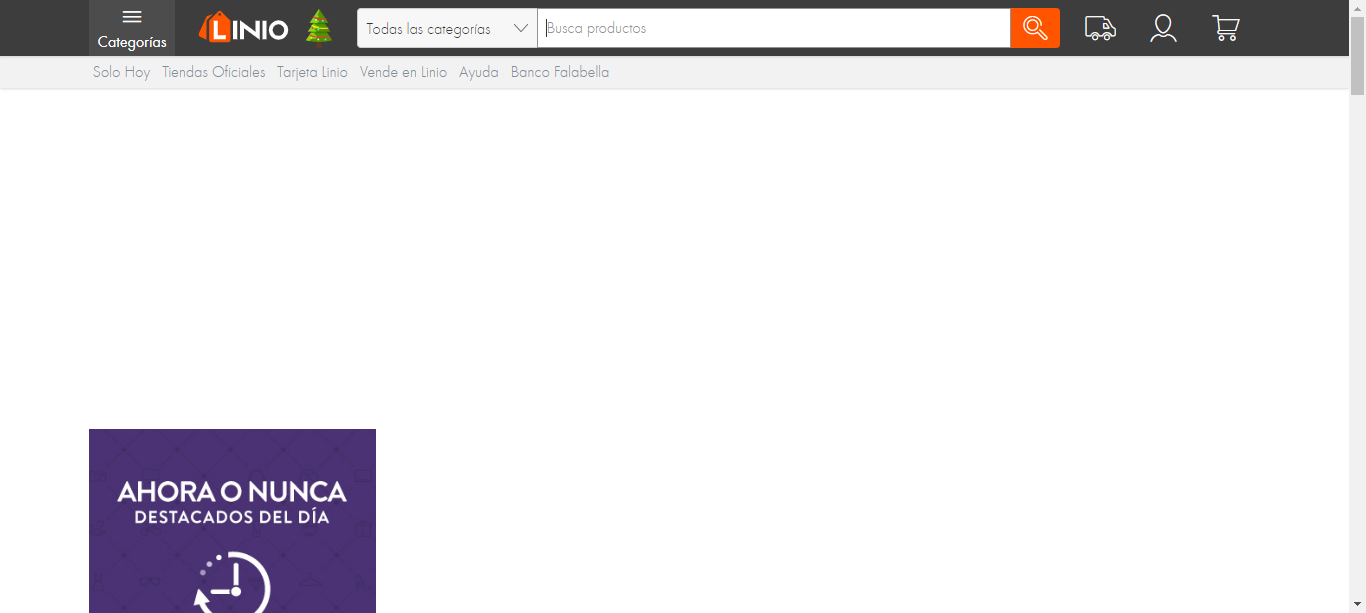 Categorías
LINIO
Todas las categorías
Busca productos
Solo Hoy Tiendas Oficiales Tarjeta Linio Vende en Linio Ayuda Banco Falabella
AHORA O NUNCA
DESTACADOS DEL DÍA